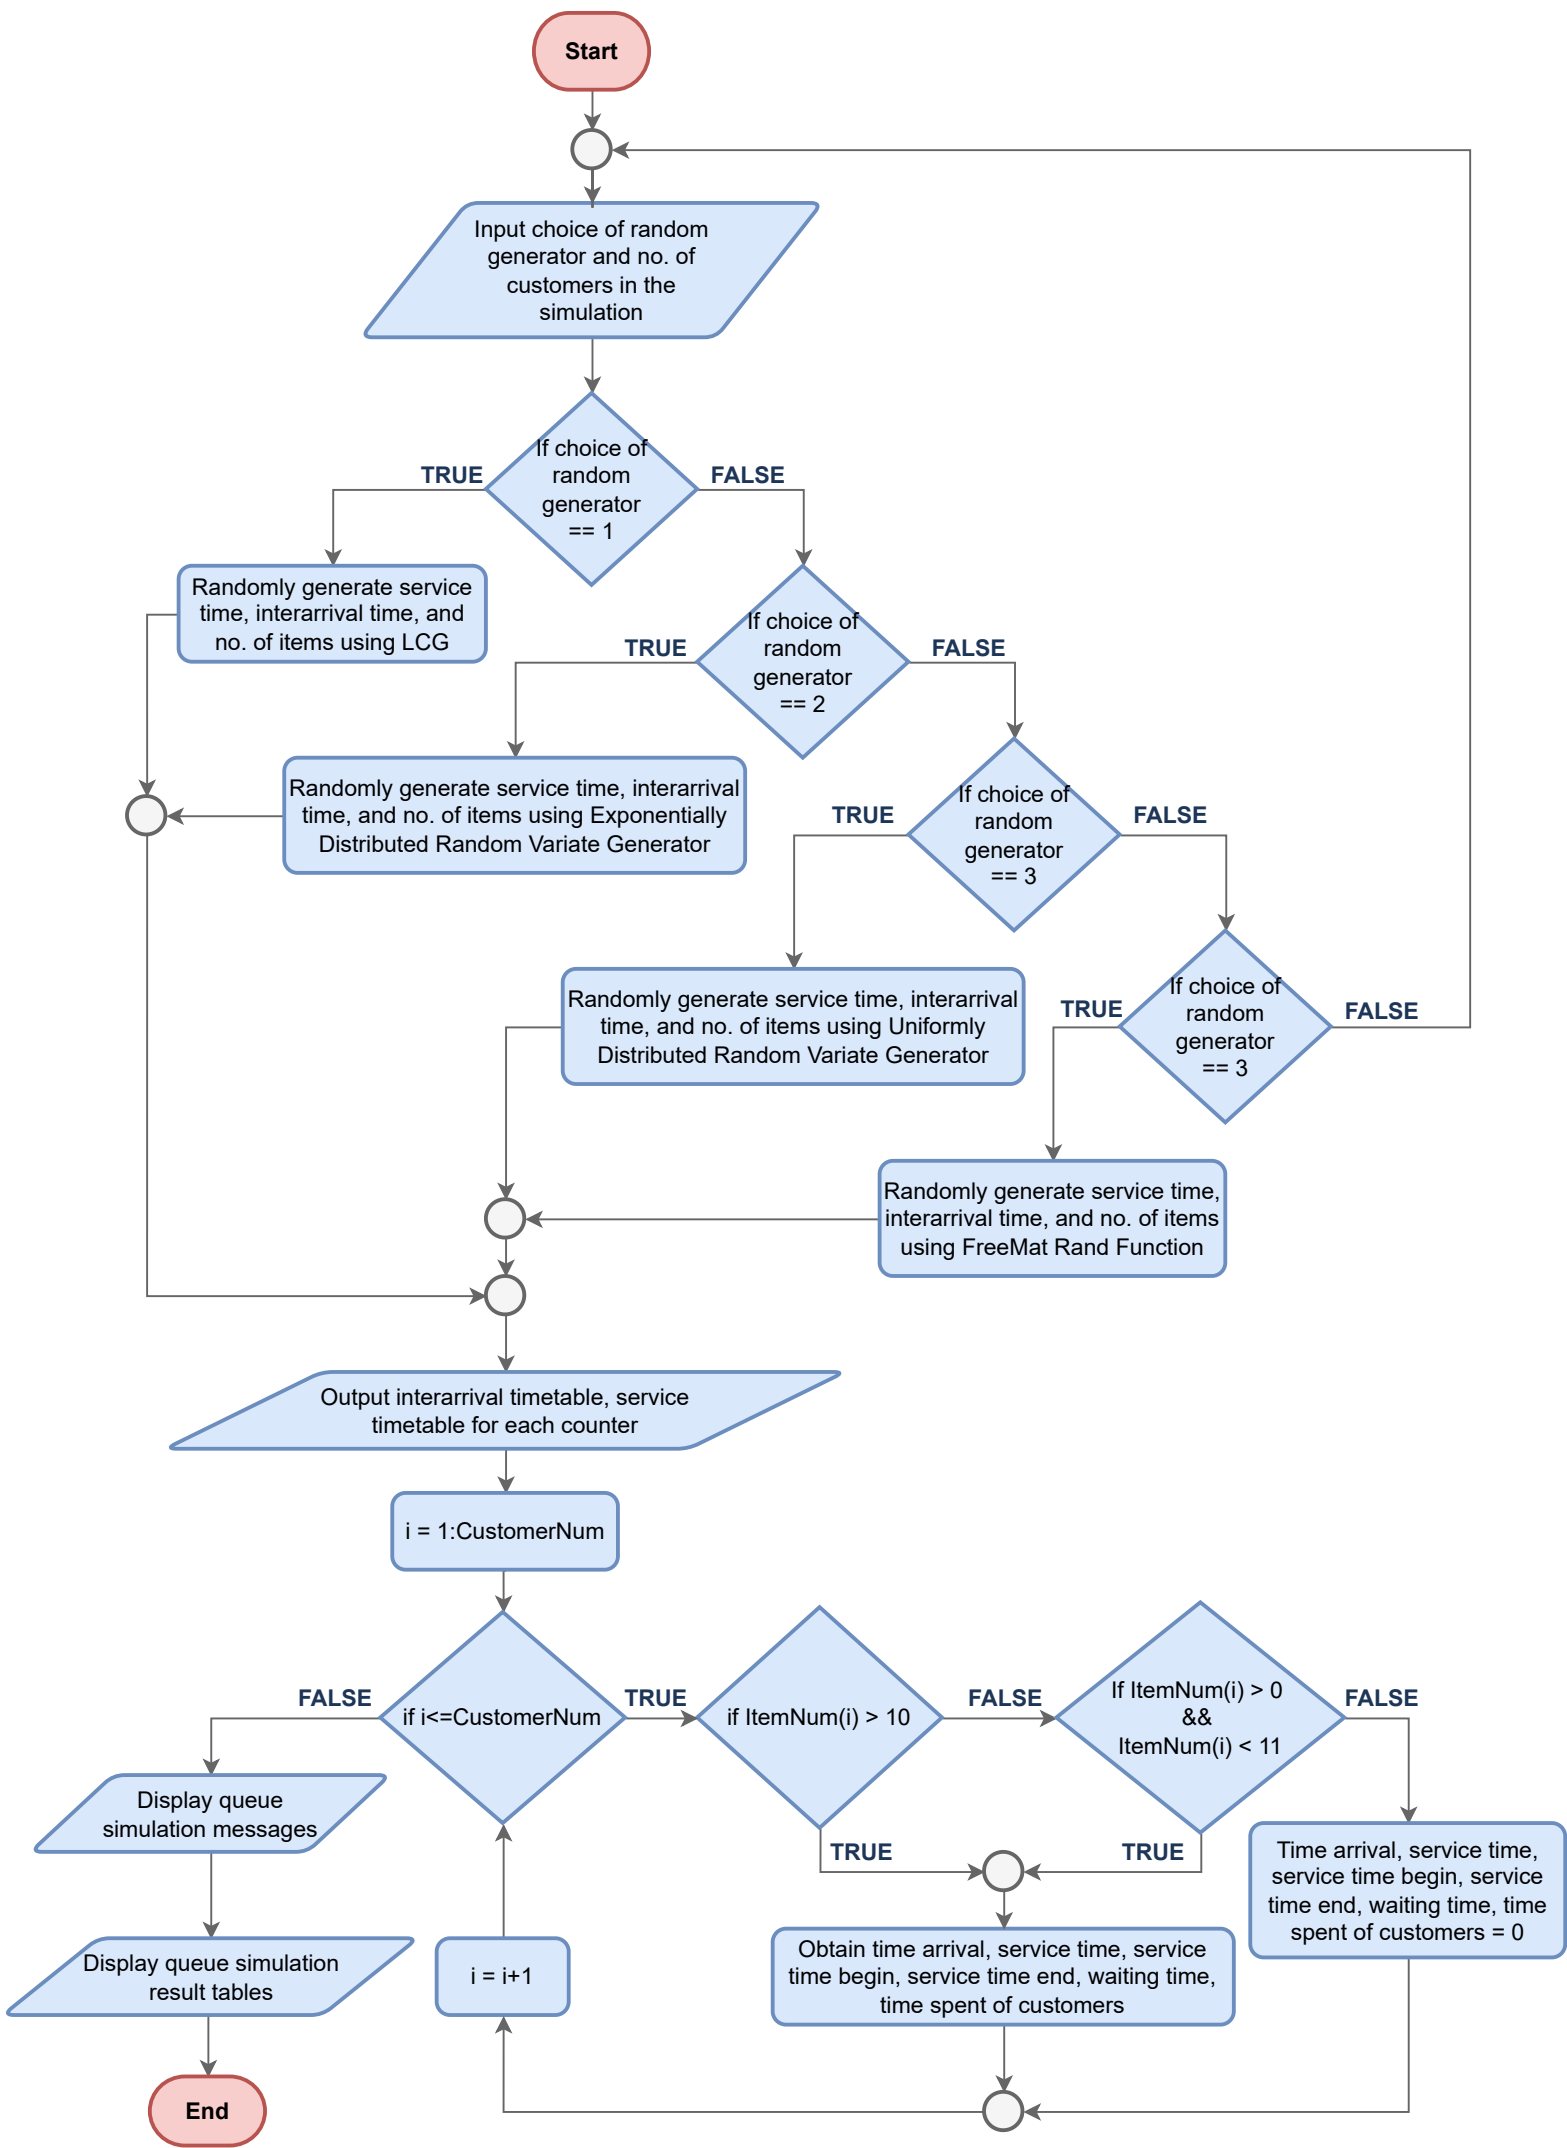 Start
Input choice of random
generator and no. of
customers in the
simulation
If choice of
random
generator
== 1
TRUE
FALSE
Randomly generate service
time, interarrival time, and
no. of items using LCG
If choice of
random
generator
== 2
TRUE
FALSE
Randomly generate service time, interarrival
time, and no. of items using Exponentially
Distributed Random Variate Generator
If choice of
random
generator
== 3
TRUE
FALSE
Randomly generate service time, interarrival
time, and no. of items using Uniformly
Distributed Random Variate Generator
If choice of
random
generator
== 3
TRUE
FALSE
Randomly generate service time,
interarrival time, and no. of items
using FreeMat Rand Function
Output interarrival timetable, service
timetable for each counter
i = 1:CustomerNum
if i<=CustomerNum
FALSE
TRUE
if ItemNum(i) > 10
FALSE
TRUE
If ItemNum(i) > 0
&&
ItemNum(i) < 11
FALSE
TRUE
Display queue
simulation messages
Time arrival, service time,
service time begin, service
time end, waiting time, time
spent of customers = 0
Obtain time arrival, service time, service
time begin, service time end, waiting time,
time spent of customers
i = i+1
Display queue simulation
result tables
End